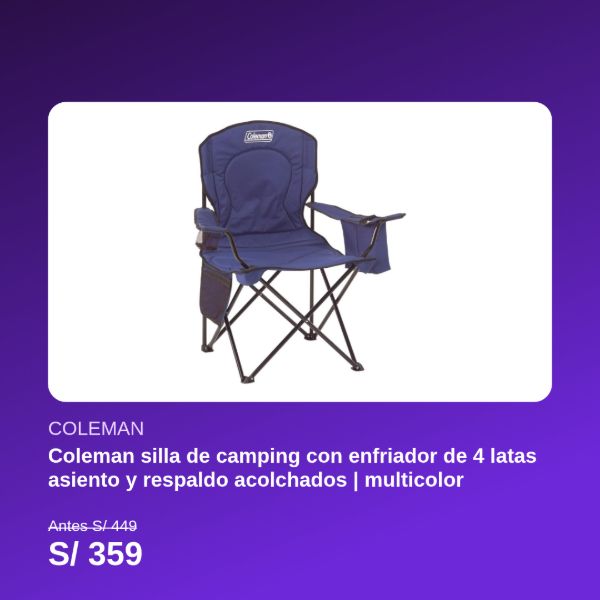 Coleman
COLEMAN
Coleman silla de camping con enfriador de 4 latas
asiento y respaldo acolchados | multicolor
Antes S/ 449
S/ 359